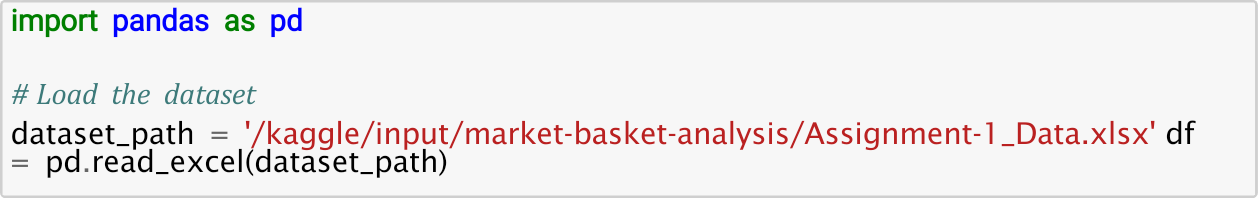 import pandas as pd
# Load the dataset
dataset_path = '/kaggle/input/market-basket-analysis/Assignment-1_Data.xlsx' df
= pd.read_excel(dataset_path)